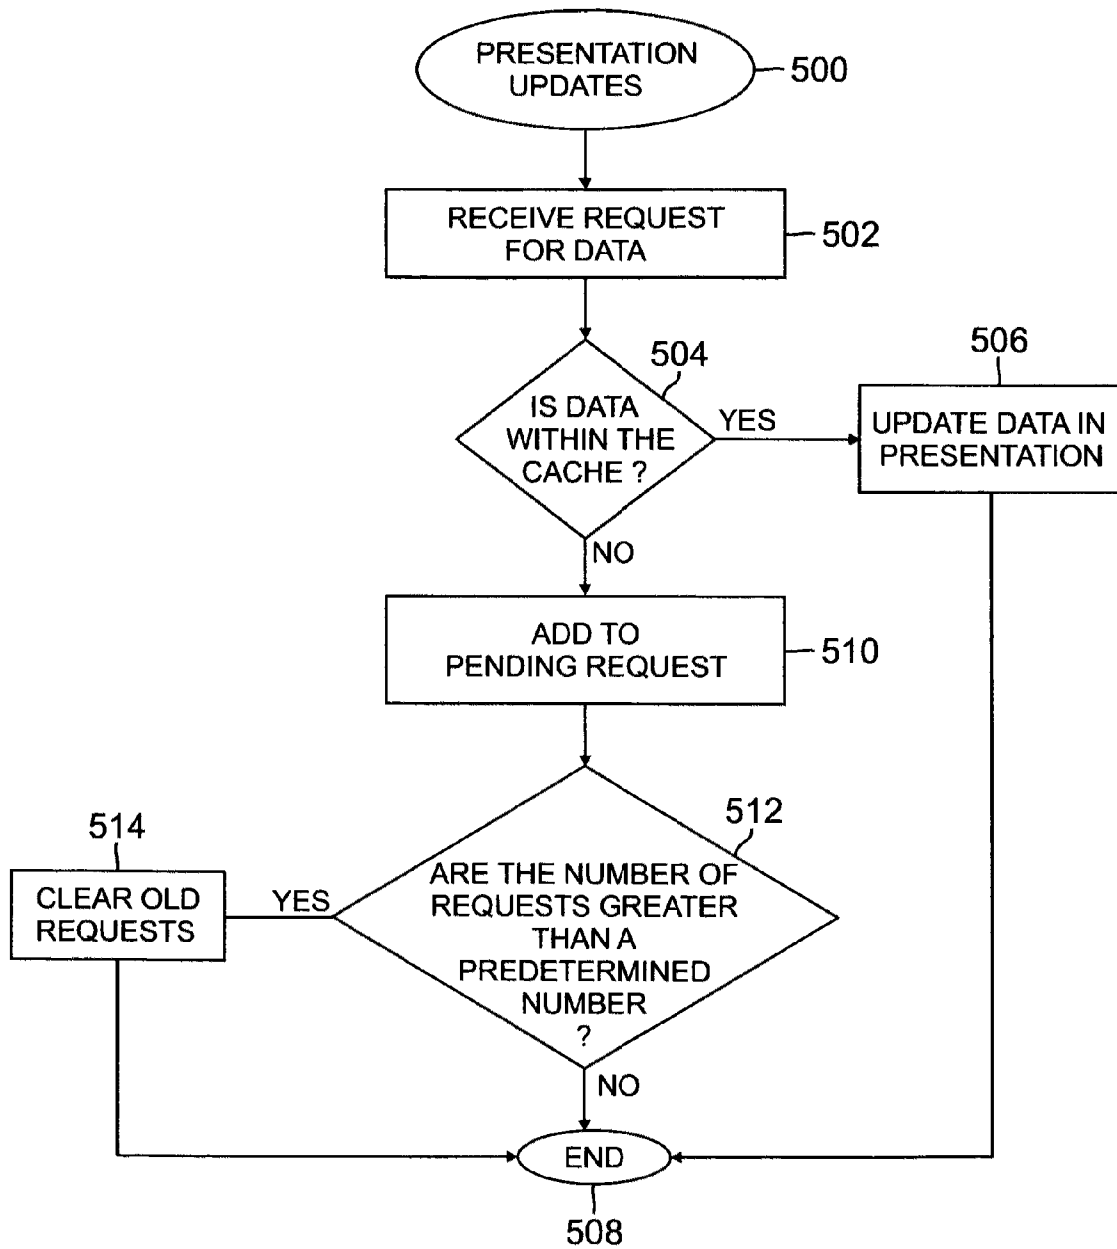 PRESENTATION
UPDATES
500
RECEIVE REQUEST
FOR DATA
502
504
IS DATA
WITHIN THE
CACHE ?
YES
506
UPDATE DATA IN
PRESENTATION
NO
ADD TO
PENDING REQUEST
510
512
ARE THE NUMBER OF
REQUESTS GREATER
THAN A
PREDETERMINED
NUMBER
?
YES
514
CLEAR OLD
REQUESTS
NO
END
508